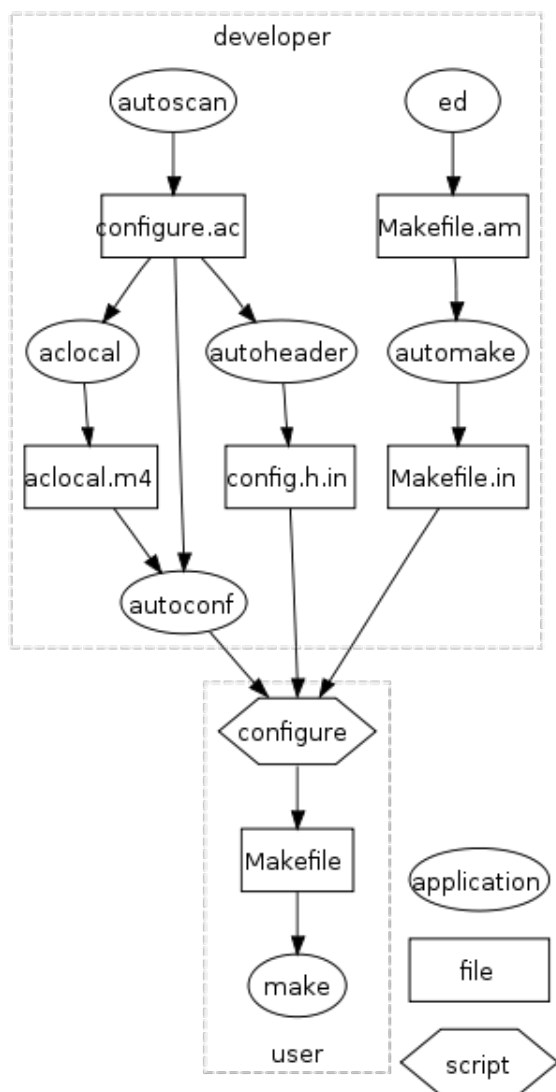 developer
autoscan
ed
configure.ac
Makefile.am
aclocal
autoheader
automake
aclocal.m4
config.h.in
Makefile.in
autoconf
configure
Makefile
application
file
make
user
script